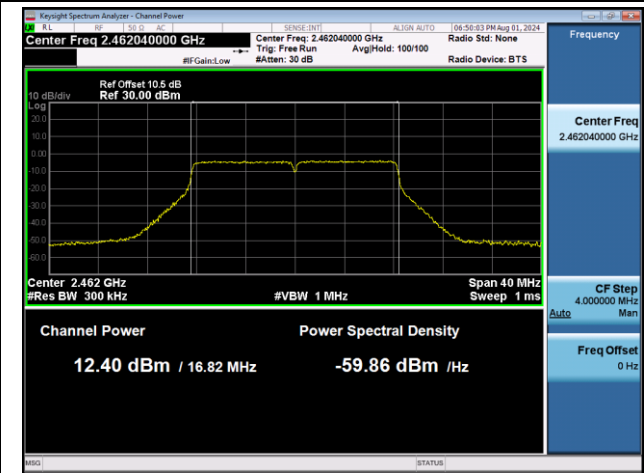 Keysight Spectrum Analyzer - Channel Power
RL RF 50 Ω AC SENSE:INT ALIGN AUTO 06:50:03 PM Aug 01, 2024
Center Freq 2.462040000 GHz
Center Freq: 2.462040000 GHz Radio Std: None
Trig: Free Run Avg|Hold: 100/100
#IFGain:Low #Atten: 30 dB Radio Device: BTS
Frequency
Ref Offset 10.5 dB
10 dB/div Ref 30.00 dBm
Log
20.0
10.0
0.00
-10.0
-20.0
-30.0
-40.0
-50.0
-60.0
Center Freq
2.462040000 GHz
Center 2.462 GHz Span 40 MHz
#Res BW 300 kHz #VBW 1 MHz Sweep 1 ms
CF Step
4.000000 MHz
Auto Man
Channel Power Power Spectral Density
12.40 dBm / 16.82 MHz -59.86 dBm /Hz
Freq Offset
0 Hz
MSG STATUS